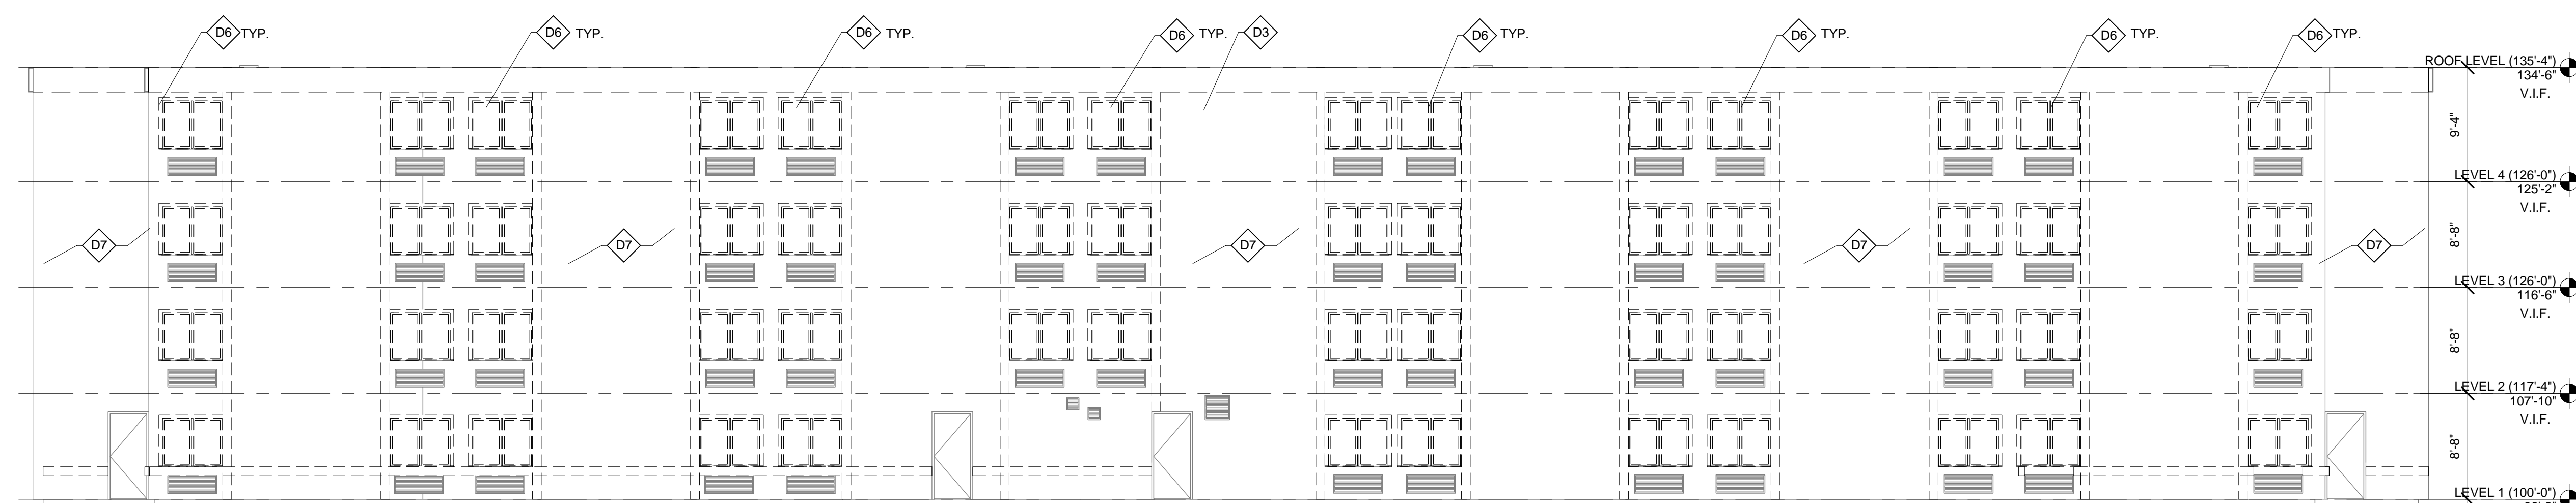 D6 TYP.
D6 TYP.
D6 TYP.
D6 TYP.
D3
D6 TYP.
D6 TYP.
D6 TYP.
D6 TYP.
ROOF LEVEL (135'-4")
134'-6"
V.I.F.
9'-4"
LEVEL 4 (126'-0")
125'-2"
V.I.F.
D7
D7
D7
D7
D7
8'-8"
LEVEL 3 (126'-0")
116'-6"
V.I.F.
8'-8"
LEVEL 2 (117'-4")
107'-10"
V.I.F.
8'-8"
LEVEL 1 (100'-0")